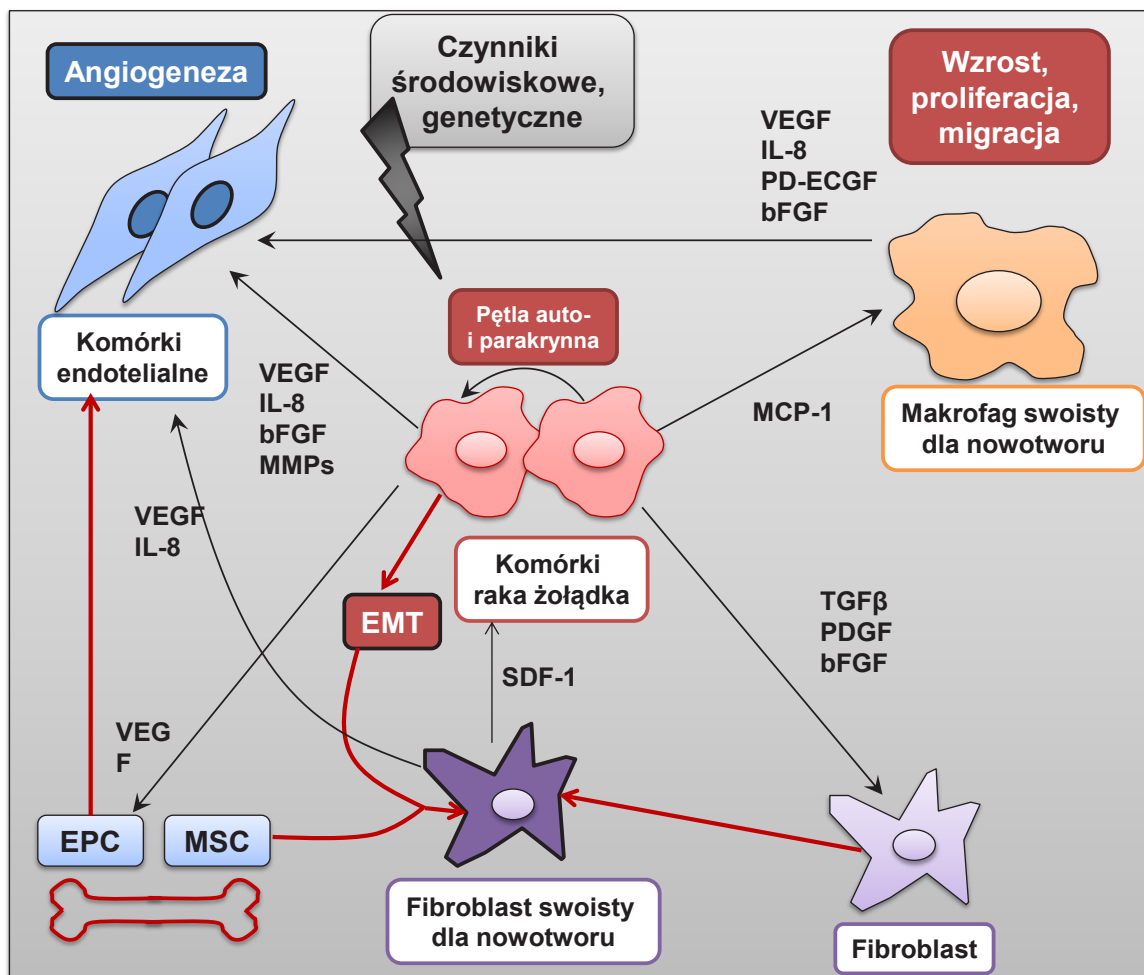 Angiogeneza
Czynniki
środowiskowe,
genetyczne
Wzrost,
proliferacja,
migracja
VEGF
IL-8
PD-ECGF
bFGF
Pętla auto-
i parakrynna
Komórki
endotelialne
VEGF
IL-8
bFGF
MMPs
MCP-1
Makrofag swoisty
dla nowotworu
VEGF
IL-8
Komórki
raka żołądka
EMT
TGFβ
PDGF
bFGF
SDF-1
VEG
F
EPC
MSC
Fibroblast swoisty
dla nowotworu
Fibroblast